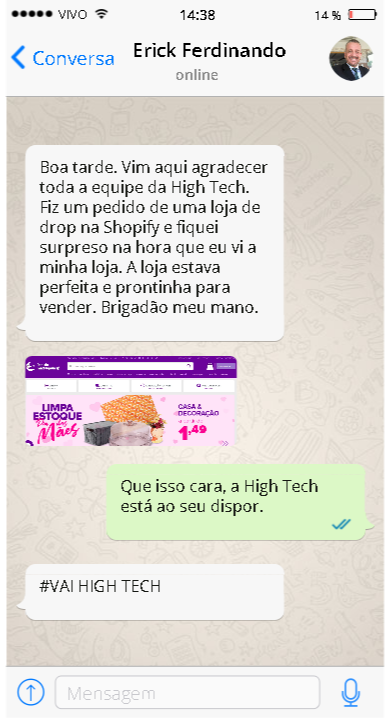 VIVO 14:38 14 %
Conversa Erick Ferdinando
online
Boa tarde. Vim aqui agradecer
toda a equipe da High Tech.
Fiz um pedido de uma loja de
drop na Shopify e fiquei
surpreso na hora que eu vi a
minha loja. A loja estava
perfeita e prontinha para
vender. Brigadão meu mano.
LIMPA
ESTOQUE
Mães
CASA &
DECORAÇÃO
1,49
Que isso cara, a High Tech
está ao seu dispor.
#VAI HIGH TECH
Mensagem